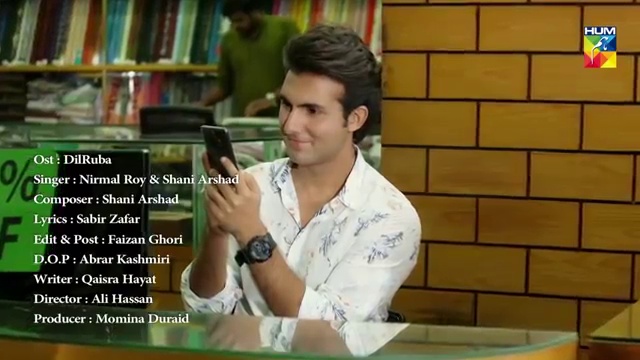 HUM
Ost : DilRuba
Singer : Nirmal Roy & Shani Arshad
Composer : Shani Arshad
Lyrics : Sabir Zafar
Edit & Post : Faizan Ghori
D.O.P : Abrar Kashmiri
Writer : Qaisra Hayat
Director : Ali Hassan
Producer : Momina Duraid
%
F